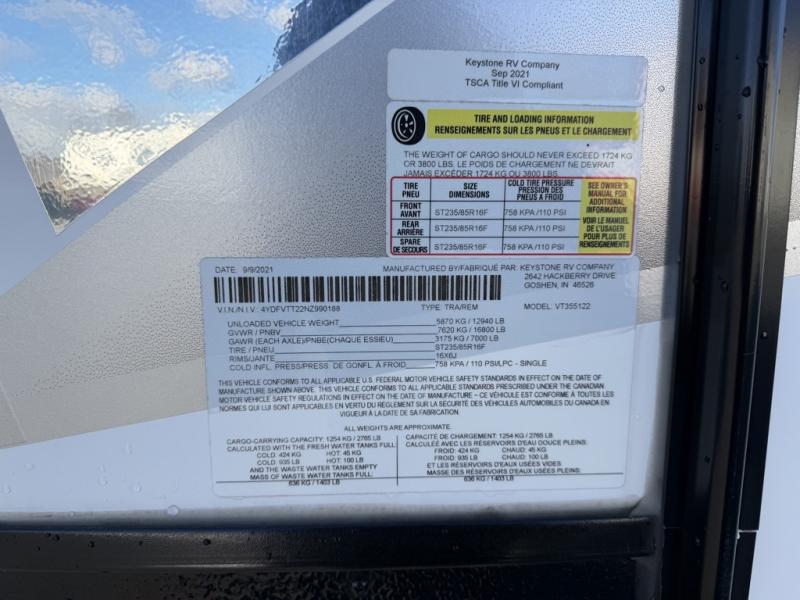 Keystone RV Company
Sep 2021
TSCA Title VI Compliant
TIRE AND LOADING INFORMATION
RENSEIGNEMENTS SUR LES PNEUS ET LE CHARGEMENT
THE WEIGHT OF CARGO SHOULD NEVER EXCEED 1724 KG
OR 3800 LBS. LE POIDS DE CHARGEMENT NE DEVRAIT
JAMAIS EXCÉDER 1724 KG OU 3800 LBS.
TIRE PNEU
SIZE DIMENSIONS
COLD TIRE PRESSURE PRESSION DES PNEUS A FROID
SEE OWNER'S MANUAL FOR ADDITIONAL INFORMATION
VOIR LE MANUEL DE L'USAGER POUR PLUS DE RENSEIGNEMENTS
FRONT AVANT ST235/85R16F 758 KPA /110 PSI
REAR ARRIÈRE ST235/85R16F 758 KPA /110 PSI
SPARE DE SECOURS ST235/85R16F 758 KPA /110 PSI
DATE: 9/9/2021 MANUFACTURED BY/FABRIQUÉ PAR: KEYSTONE RV COMPANY
2642 HACKBERRY DRIVE
GOSHEN, IN 46526
V.I.N./N.I.V.: 4YDFVTT22NZ990188 TYPE: TRA/REM MODEL: VT355122
UNLOADED VEHICLE WEIGHT 5870 KG / 12940 LB
GVWR / PNBV 7620 KG / 16800 LB
GAWR (EACH AXLE)/PNBE(CHAQUE ESSIEU) 3175 KG / 7000 LB
TIRE / PNEU ST235/85R16F
RIMS/JANTE 16X6J
COLD INFL. PRESS/PRESS. DE GONFL. À FROID 758 KPA / 110 PSI/LPC - SINGLE
THIS VEHICLE CONFORMS TO ALL APPLICABLE U.S. FEDERAL MOTOR VEHICLE SAFETY STANDARDS IN EFFECT ON THE DATE OF
MANUFACTURE SHOWN ABOVE. THIS VEHICLE CONFORMS TO ALL APPLICABLE STANDARDS PRESCRIBED UNDER THE CANADIAN
MOTOR VEHICLE SAFETY REGULATIONS IN EFFECT ON THE DATE OF MANUFACTURE – CE VÉHICULE EST CONFORME À TOUTES LES
NORMES QUI LUI SONT APPLICABLES EN VERTU DU RÈGLEMENT SUR LA SÉCURITÉ DES VÉHICULES AUTOMOBILES DU CANADA EN
VIGUEUR À LA DATE DE SA FABRICATION.
ALL WEIGHTS ARE APPROXIMATE.
CARGO-CARRYING CAPACITY: 1254 KG / 2765 LB
CALCULATED WITH THE FRESH WATER TANKS FULL:
COLD: 424 KG HOT: 45 KG
COLD: 935 LB HOT: 100 LB
AND THE WASTE WATER TANKS EMPTY
MASS OF WASTE WATER TANKS FULL:
636 KG / 1403 LB
CAPACITÉ DE CHARGEMENT: 1254 KG / 2765 LB
CALCULÉE AVEC LES RÉSERVOIRS D'EAU DOUCE PLEINS:
FROID: 424 KG CHAUD: 45 KG
FROID: 935 LB CHAUD: 100 LB
ET LES RÉSERVOIRS D'EAUX USÉES VIDES
MASSE DES RÉSERVOIRS D'EAUX USÉES PLEINS:
636 KG / 1403 LB